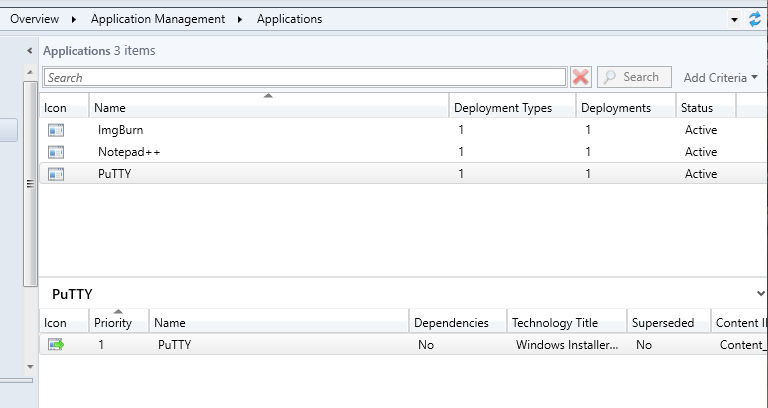 Overview ▸ Application Management ▸ Applications
Applications 3 items
Search Search Add Criteria
Icon Name Deployment Types Deployments Status
ImgBurn 1 1 Active
Notepad++ 1 1 Active
PuTTY 1 1 Active
PuTTY
Icon Priority Name Dependencies Technology Title Superseded Content I
1 PuTTY No Windows Installer... No Content_